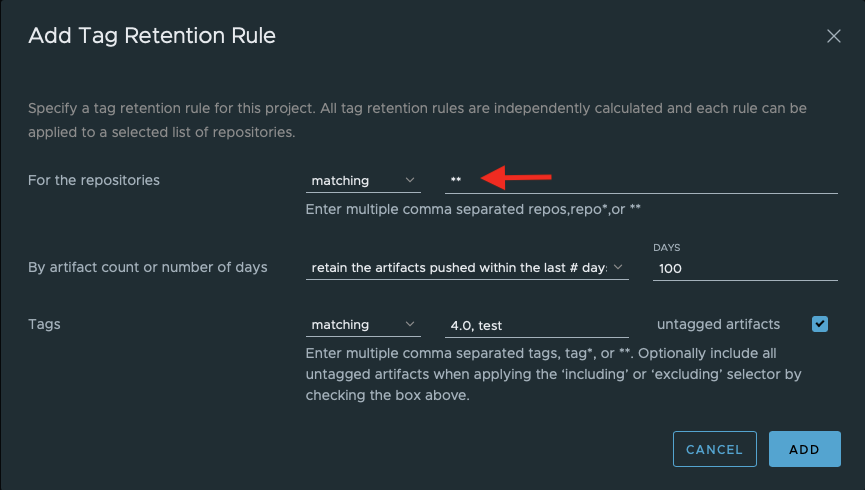 Add Tag Retention Rule
Specify a tag retention rule for this project. All tag retention rules are independently calculated and each rule can be
applied to a selected list of repositories.
For the repositories
matching
**
Enter multiple comma separated repos,repo*,or **
DAYS
By artifact count or number of days
retain the artifacts pushed within the last # day
100
Tags
matching
4.0, test
untagged artifacts
Enter multiple comma separated tags, tag*, or **. Optionally include all
untagged artifacts when applying the ‘including’ or ‘excluding’ selector by
checking the box above.
CANCEL
ADD